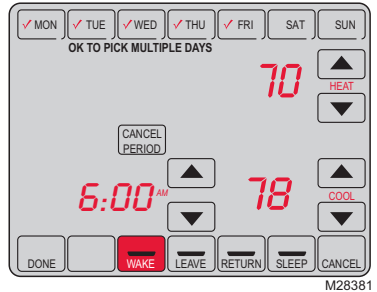 MON TUE WED THU FRI SAT SUN
OK TO PICK MULTIPLE DAYS
70
HEAT
CANCEL
PERIOD
6:00 AM
78
COOL
DONE WAKE LEAVE RETURN SLEEP CANCEL
M28381